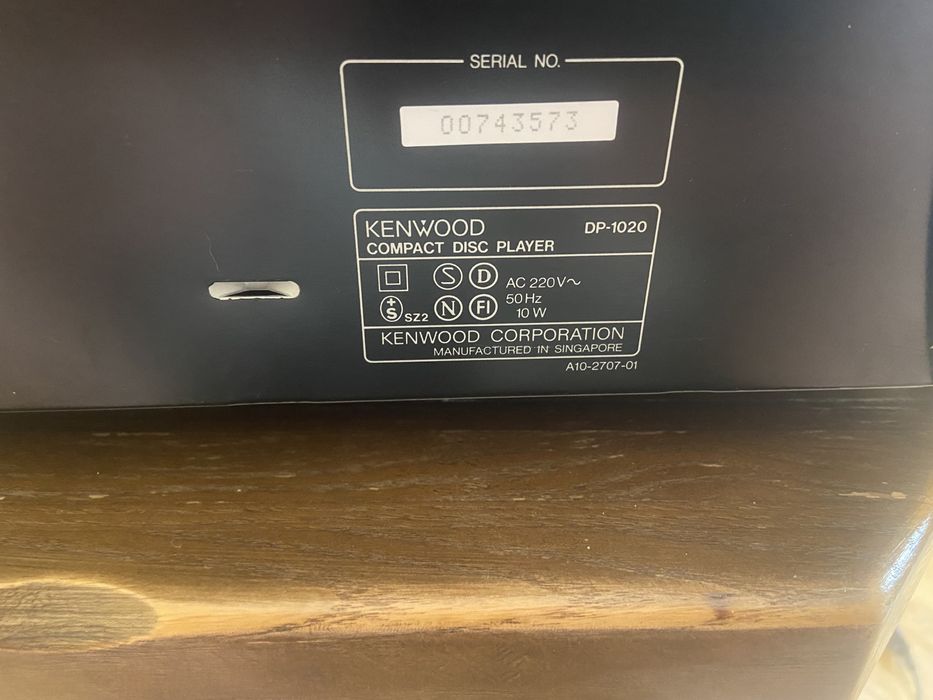 SERIAL NO.
00743573
KENWOOD DP-1020
COMPACT DISC PLAYER
S D AC 220V~
50Hz
+S SZ2 N FI 10W
KENWOOD CORPORATION
MANUFACTURED IN SINGAPORE
A10-2707-01